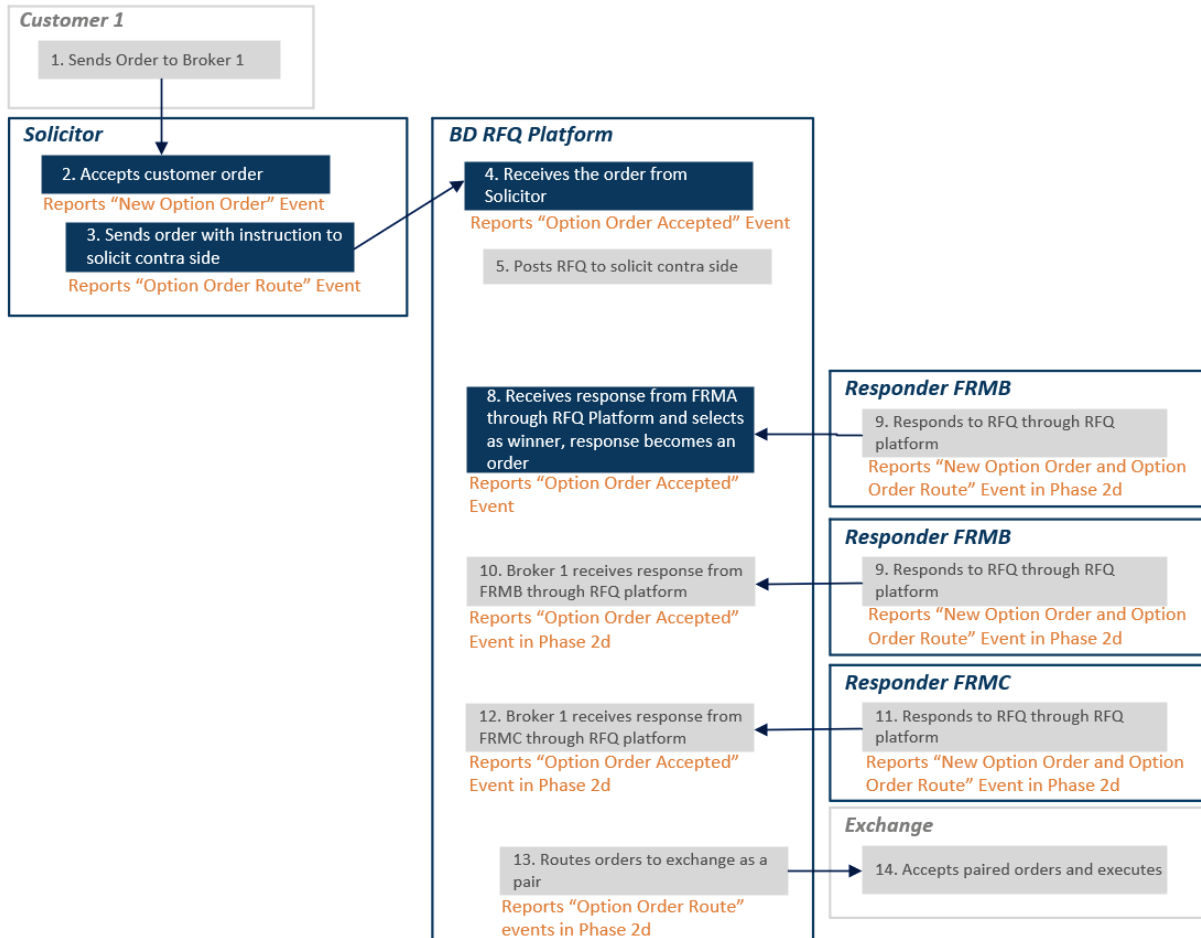 Customer 1
1. Sends Order to Broker 1
Solicitor
2. Accepts customer order
Reports “New Option Order” Event
3. Sends order with instruction to
solicit contra side
Reports “Option Order Route” Event
BD RFQ Platform
4. Receives the order from
Solicitor
Reports “Option Order Accepted” Event
5. Posts RFQ to solicit contra side
8. Receives response from FRMA
through RFQ Platform and selects
as winner, response becomes an
order
Reports “Option Order Accepted”
Event
Responder FRMB
9. Responds to RFQ through RFQ
platform
Reports “New Option Order and Option
Order Route” Event in Phase 2d
10. Broker 1 receives response from
FRMB through RFQ platform
Reports “Option Order Accepted”
Event in Phase 2d
Responder FRMB
9. Responds to RFQ through RFQ
platform
Reports “New Option Order and Option
Order Route” Event in Phase 2d
12. Broker 1 receives response from
FRMC through RFQ platform
Reports “Option Order Accepted”
Event in Phase 2d
Responder FRMC
11. Responds to RFQ through RFQ
platform
Reports “New Option Order and Option
Order Route” Event in Phase 2d
13. Routes orders to exchange as a
pair
Reports “Option Order Route”
events in Phase 2d
Exchange
14. Accepts paired orders and executes